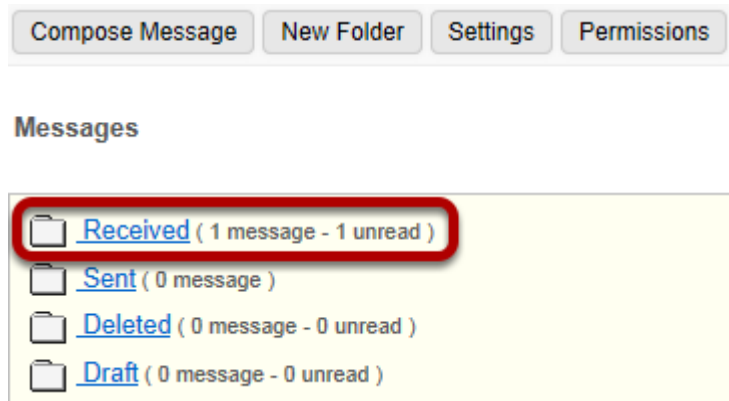 Compose Message New Folder Settings Permissions
Messages
Received ( 1 message - 1 unread )
Sent ( 0 message )
Deleted ( 0 message - 0 unread )
Draft ( 0 message - 0 unread )